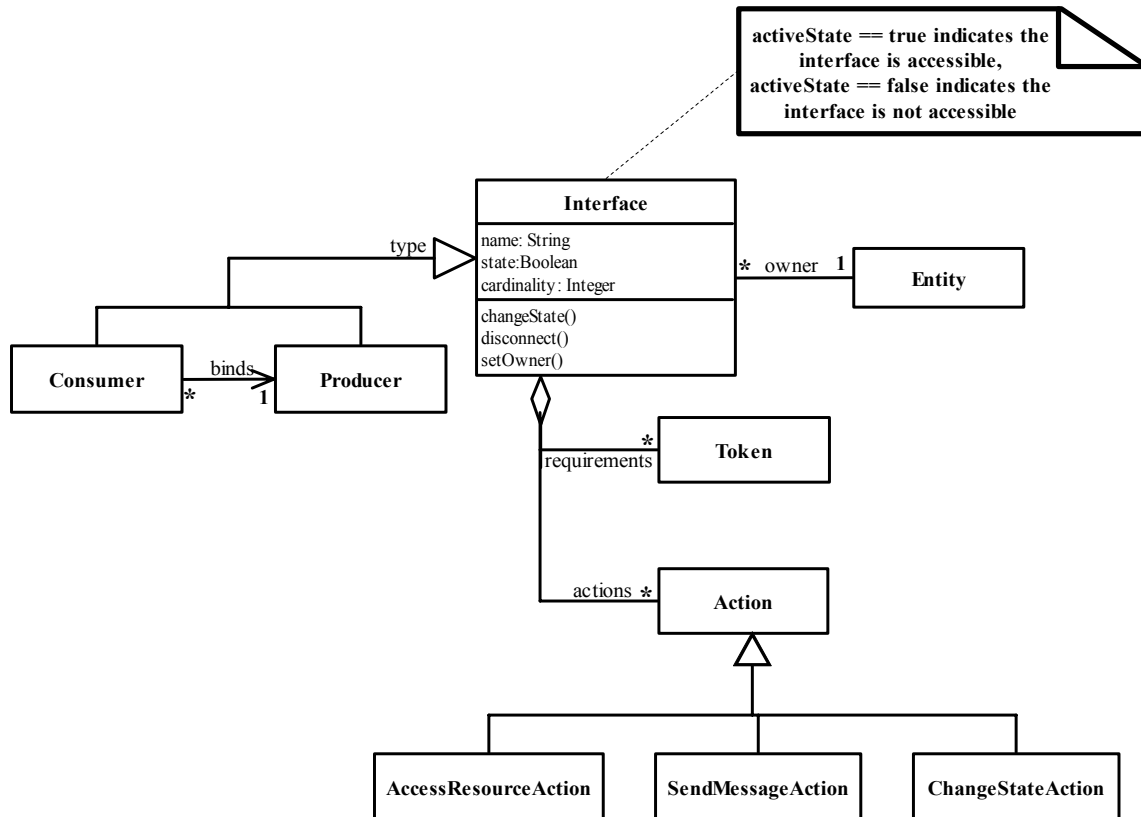 activeState == true indicates the
interface is accessible,
activeState == false indicates the
interface is not accessible
Interface
name: String
state:Boolean
cardinality: Integer
changeState()
disconnect()
setOwner()
type
* owner 1
Entity
Consumer
binds
* 1
Producer
*
requirements
Token
actions *
Action
AccessResourceAction
SendMessageAction
ChangeStateAction